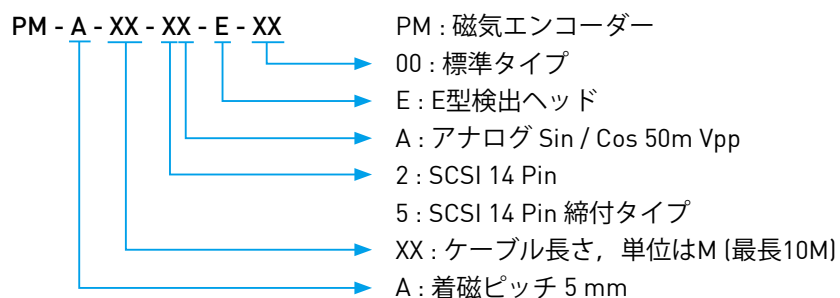 PM - A - XX - XX - E - XX PM : 磁気エンコーダー
00 : 標準タイプ
E : E型検出ヘッド
A : アナログ Sin / Cos 50m Vpp
2 : SCSI 14 Pin
5 : SCSI 14 Pin 締付タイプ
XX : ケーブル長さ, 単位はM (最長10M)
A : 着磁ピッチ 5 mm